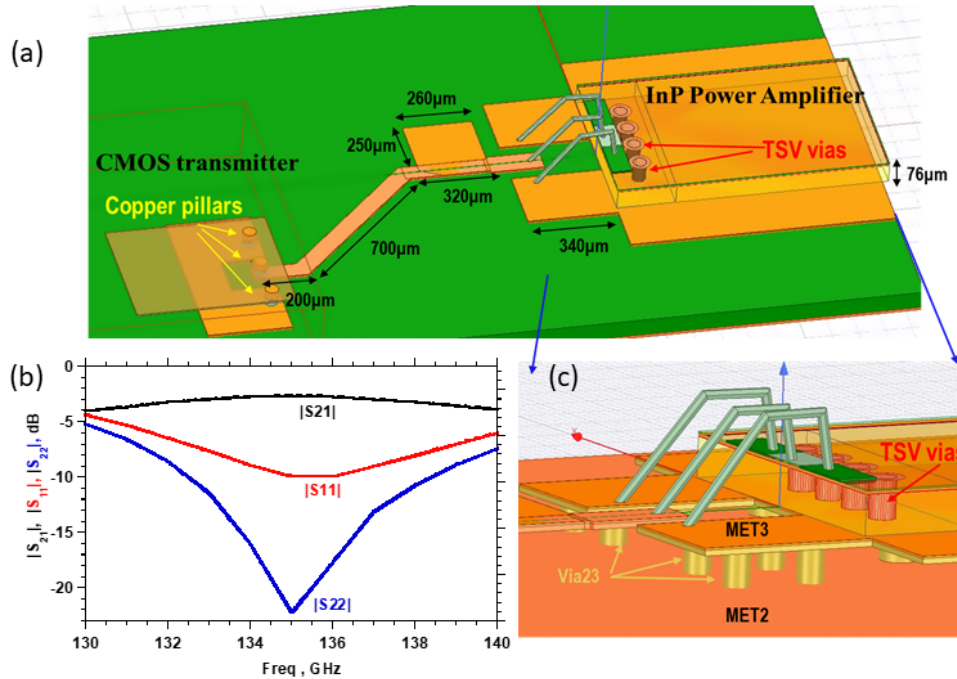 (a)
260µm
InP Power Amplifier
250µm
CMOS transmitter
TSV vias
76µm
Copper pillars
320µm
700µm
340µm
200µm
(b)
0
-5
-10
-15
-20
|S21|, |S11|, |S22|, dB
|S21|
|S11|
|S22|
130 132 134 136 138 140
Freq , GHz
(c)
X
TSV vias
MET3
Via23
MET2